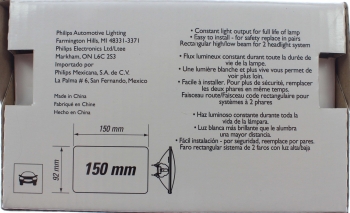 Philips Automotive Lighting
Farmington Hills, MI 48331-3371
Philips Electronics Ltd/Ltee
Markham, ON L6C 2S3
Importado por
Philips Mexicana, S.A. de C.V.
La Palma # 6, San Fernando, Mexico
Made in China
Fabriqué en Chine
Hecho en China
150 mm
92 mm
150 mm
• Constant light output for full life of lamp
• Easy to install - for safety replace in pairs
Rectangular high/low beam for 2 headlight system
• Flux lumineux constant durant toute la durée de vie de la lampe.
• Une lumière blanche et plus vive vous permet de voir plus loin.
• Facile à installer. Pour plus de sécurité, remplacer les deux phares en même temps.
Faisceau route/Faisceau code rectangulaire pour systèmes à 2 phares
• Haz luminoso constante durante toda la vida de la lámpara.
• Luz blanca más brillante que le alumbra una mayor distancia.
• Fácil instalación - por seguridad, reemplace por pares.
Faro rectangular sistema de 2 faros con luz alta/baja